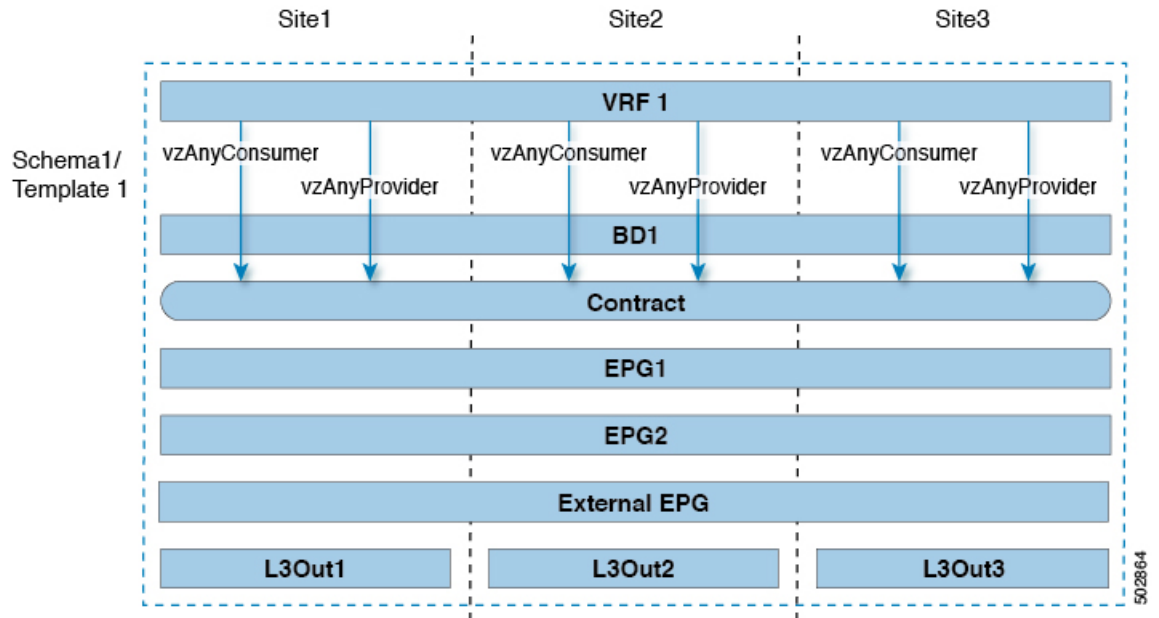 Site1 Site2 Site3
VRF 1
Schema1/
Template 1
vzAnyConsumer vzAnyConsumer vzAnyConsumer
vzAnyProvider vzAnyProvider vzAnyProvider
BD1
Contract
EPG1
EPG2
External EPG
L3Out1 L3Out2 L3Out3
502864